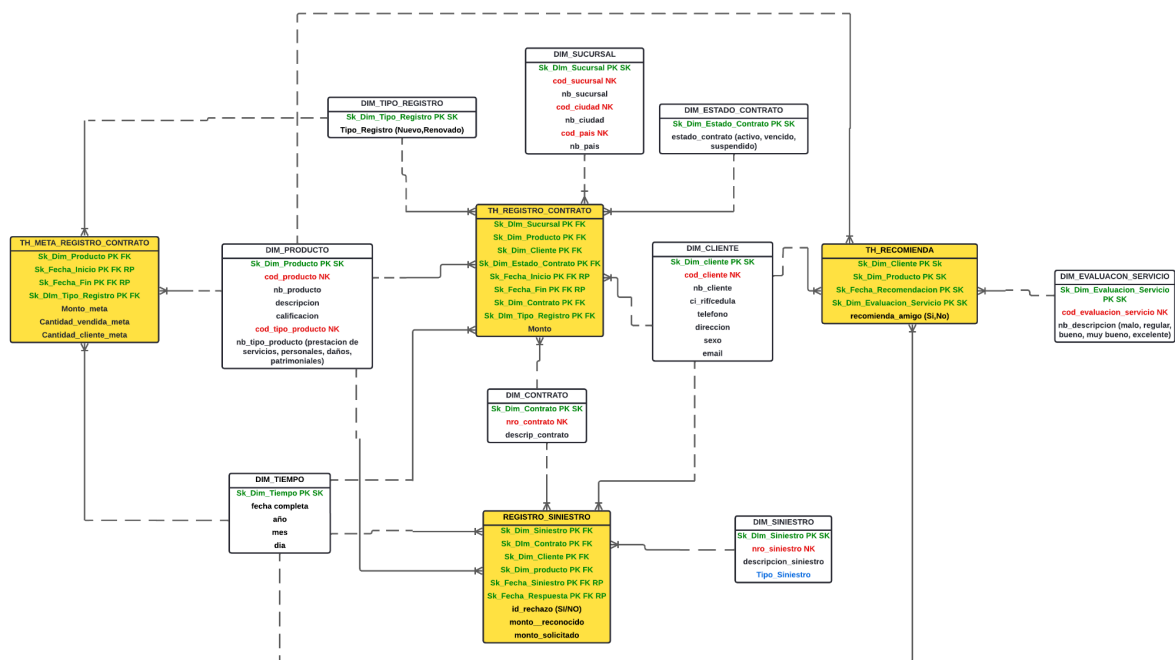 DIM_SUCURSAL
Sk_DIm_Sucursal PK SK
cod_sucursal NK
nb_sucursal
cod_ciudad NK
nb_ciudad
cod_pais NK
nb_pais
DIM_TIPO_REGISTRO
Sk_Dim_Tipo_Registro PK SK
Tipo_Registro (Nuevo,Renovado)
DIM_ESTADO_CONTRATO
Sk_Dim_Estado_Contrato PK SK
estado_contrato (activo, vencido,
suspendido)
TH_META_REGISTRO_CONTRATO
Sk_Dim_Producto PK FK
Sk_Fecha_Inicio PK FK RP
Sk_Fecha_Fin PK FK RP
Sk_DIm_Tipo_Registro PK FK
Monto_meta
Cantidad_vendida_meta
Cantidad_cliente_meta
DIM_PRODUCTO
Sk_Dim_Producto PK SK
cod_producto NK
nb_producto
descripcion
calificacion
cod_tipo_producto NK
nb_tipo_producto (prestacion de
servicios, personales, daños,
patrimoniales)
TH_REGISTRO_CONTRATO
Sk_Dim_Sucursal PK FK
Sk_Dim_Producto PK FK
Sk_Dim_Cliente PK FK
Sk_Dim_Estado_Contrato PK FK
Sk_Fecha_Inicio PK FK RP
Sk_Fecha_Fin PK FK RP
Sk_Dim_Contrato PK FK
Sk_DIm_Tipo_Registro PK FK
Monto
DIM_CLIENTE
Sk_Dim_cliente PK SK
cod_cliente NK
nb_cliente
ci_rif/cedula
telefono
direccion
sexo
email
TH_RECOMIENDA
Sk_Dim_Cliente PK Sk
Sk_Dim_Producto PK SK
Sk_Fecha_Recomendacion PK SK
Sk_Dim_Evaluacion_Servicio PK SK
recomienda_amigo (Si,No)
DIM_EVALUACON_SERVICIO
Sk_Dim_Evaluacion_Servicio
PK SK
cod_evaluacion_servicio NK
nb_descripcion (malo, regular,
bueno, muy bueno, excelente)
DIM_CONTRATO
Sk_Dim_Contrato PK SK
nro_contrato NK
descrip_contrato
DIM_TIEMPO
Sk_Dim_Tiempo PK SK
fecha completa
año
mes
dia
REGISTRO_SINIESTRO
Sk_Dim_Siniestro PK FK
Sk_DIm_Contrato PK FK
Sk_Dim_Cliente PK FK
Sk_Dim_producto PK FK
Sk_Fecha_Siniestro PK FK RP
Sk_Fecha_Respuesta PK FK RP
id_rechazo (SI/NO)
monto__reconocido
monto_solicitado
DIM_SINIESTRO
Sk_DIm_Siniestro PK SK
nro_siniestro NK
descripcion_siniestro
Tipo_Siniestro